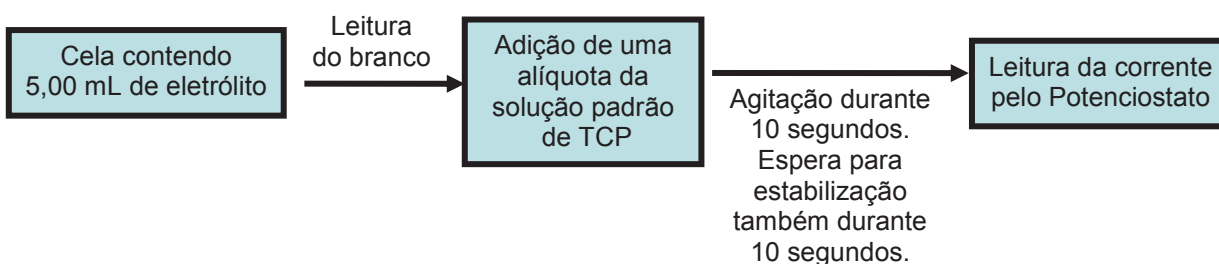 Cela contendo
5,00 mL de eletrólito
Leitura
do branco
Adição de uma
alíquota da
solução padrão
de TCP
Agitação durante
10 segundos.
Espera para
estabilização
também durante
10 segundos.
Leitura da corrente
pelo Potenciostato